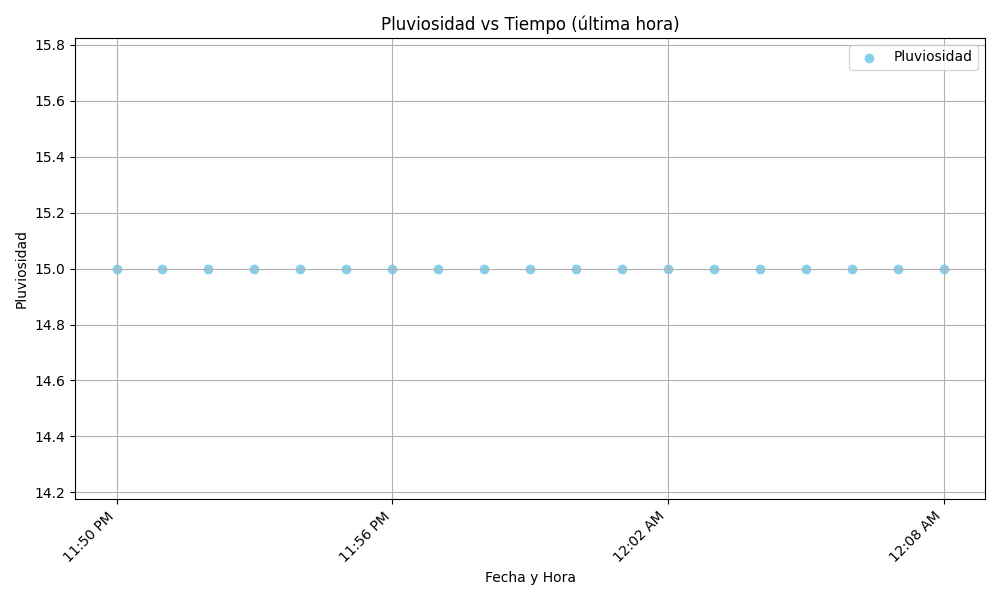 Pluviosidad vs Tiempo (última hora)
Pluviosidad
15.8
15.6
15.4
15.2
15.0
14.8
14.6
14.4
14.2
Pluviosidad
11:50 PM
11:56 PM
12:02 AM
12:08 AM
Fecha y Hora